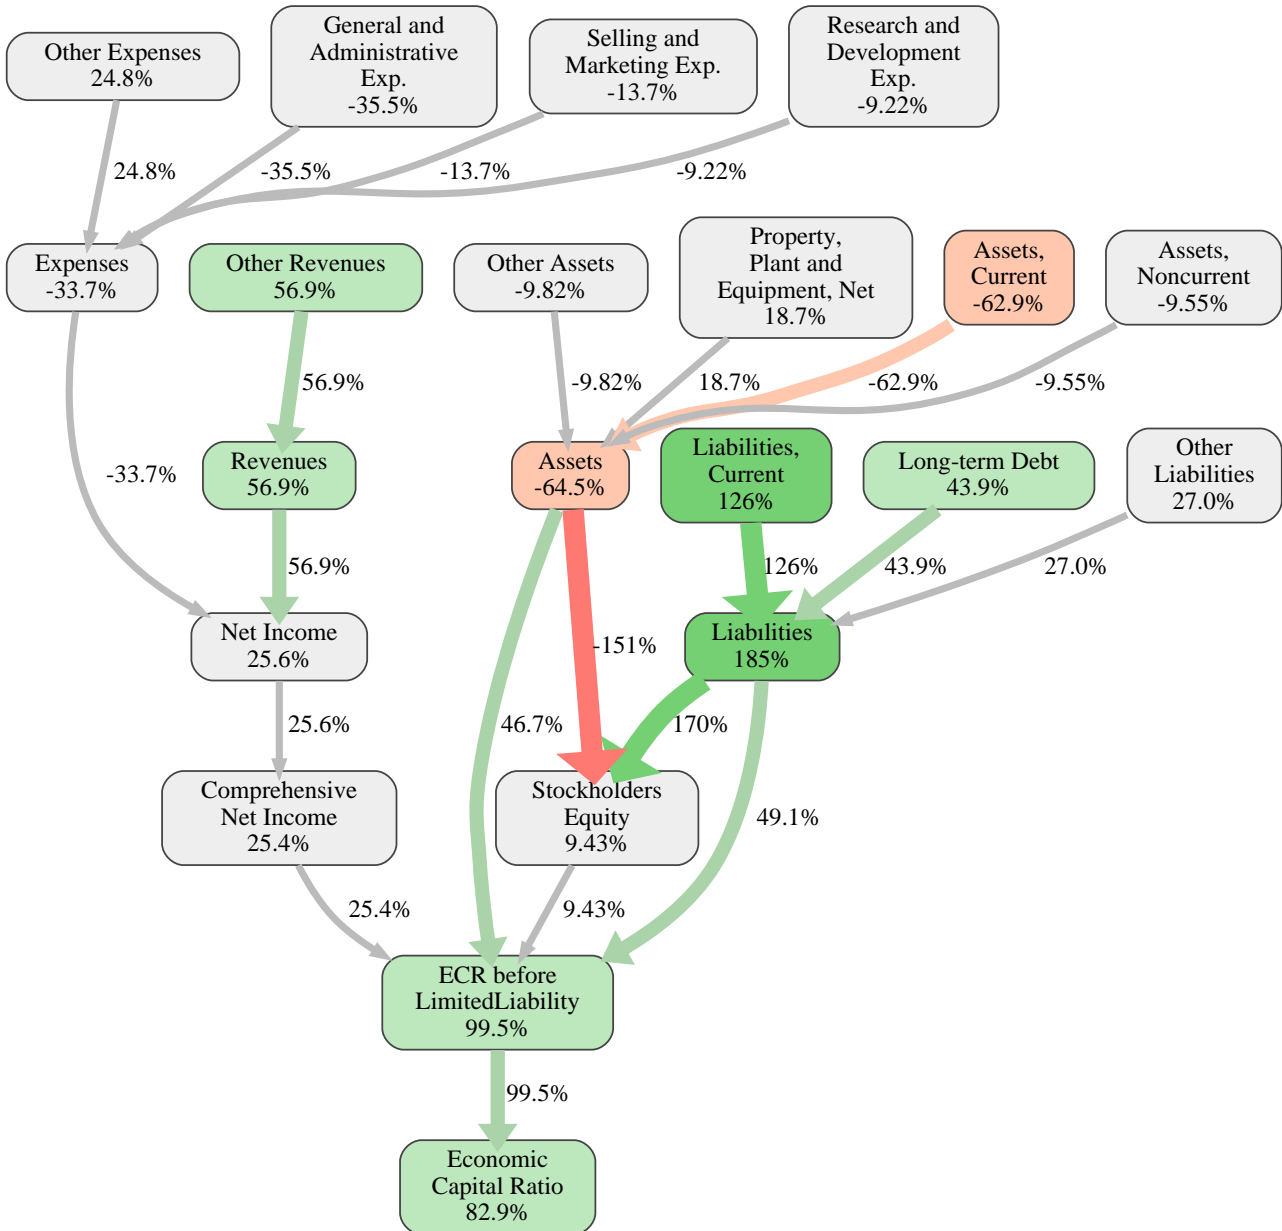 Other Expenses
24.8%
General and
Administrative
Exp.
-35.5%
Selling and
Marketing Exp.
-13.7%
Research and
Development
Exp.
-9.22%
24.8%
-35.5%
-13.7%
-9.22%
Expenses
-33.7%
Other Revenues
56.9%
Other Assets
-9.82%
Property,
Plant and
Equipment, Net
18.7%
Assets,
Current
-62.9%
Assets,
Noncurrent
-9.55%
56.9%
-9.82%
18.7%
-62.9%
-9.55%
-33.7%
Revenues
56.9%
Assets
-64.5%
Liabilities,
Current
126%
Long-term Debt
43.9%
Other
Liabilities
27.0%
56.9%
126%
43.9%
27.0%
Net Income
25.6%
-151%
Liabilities
185%
25.6%
46.7%
170%
Comprehensive
Net Income
25.4%
Stockholders
Equity
9.43%
49.1%
25.4%
9.43%
ECR before
LimitedLiability
99.5%
99.5%
Economic
Capital Ratio
82.9%